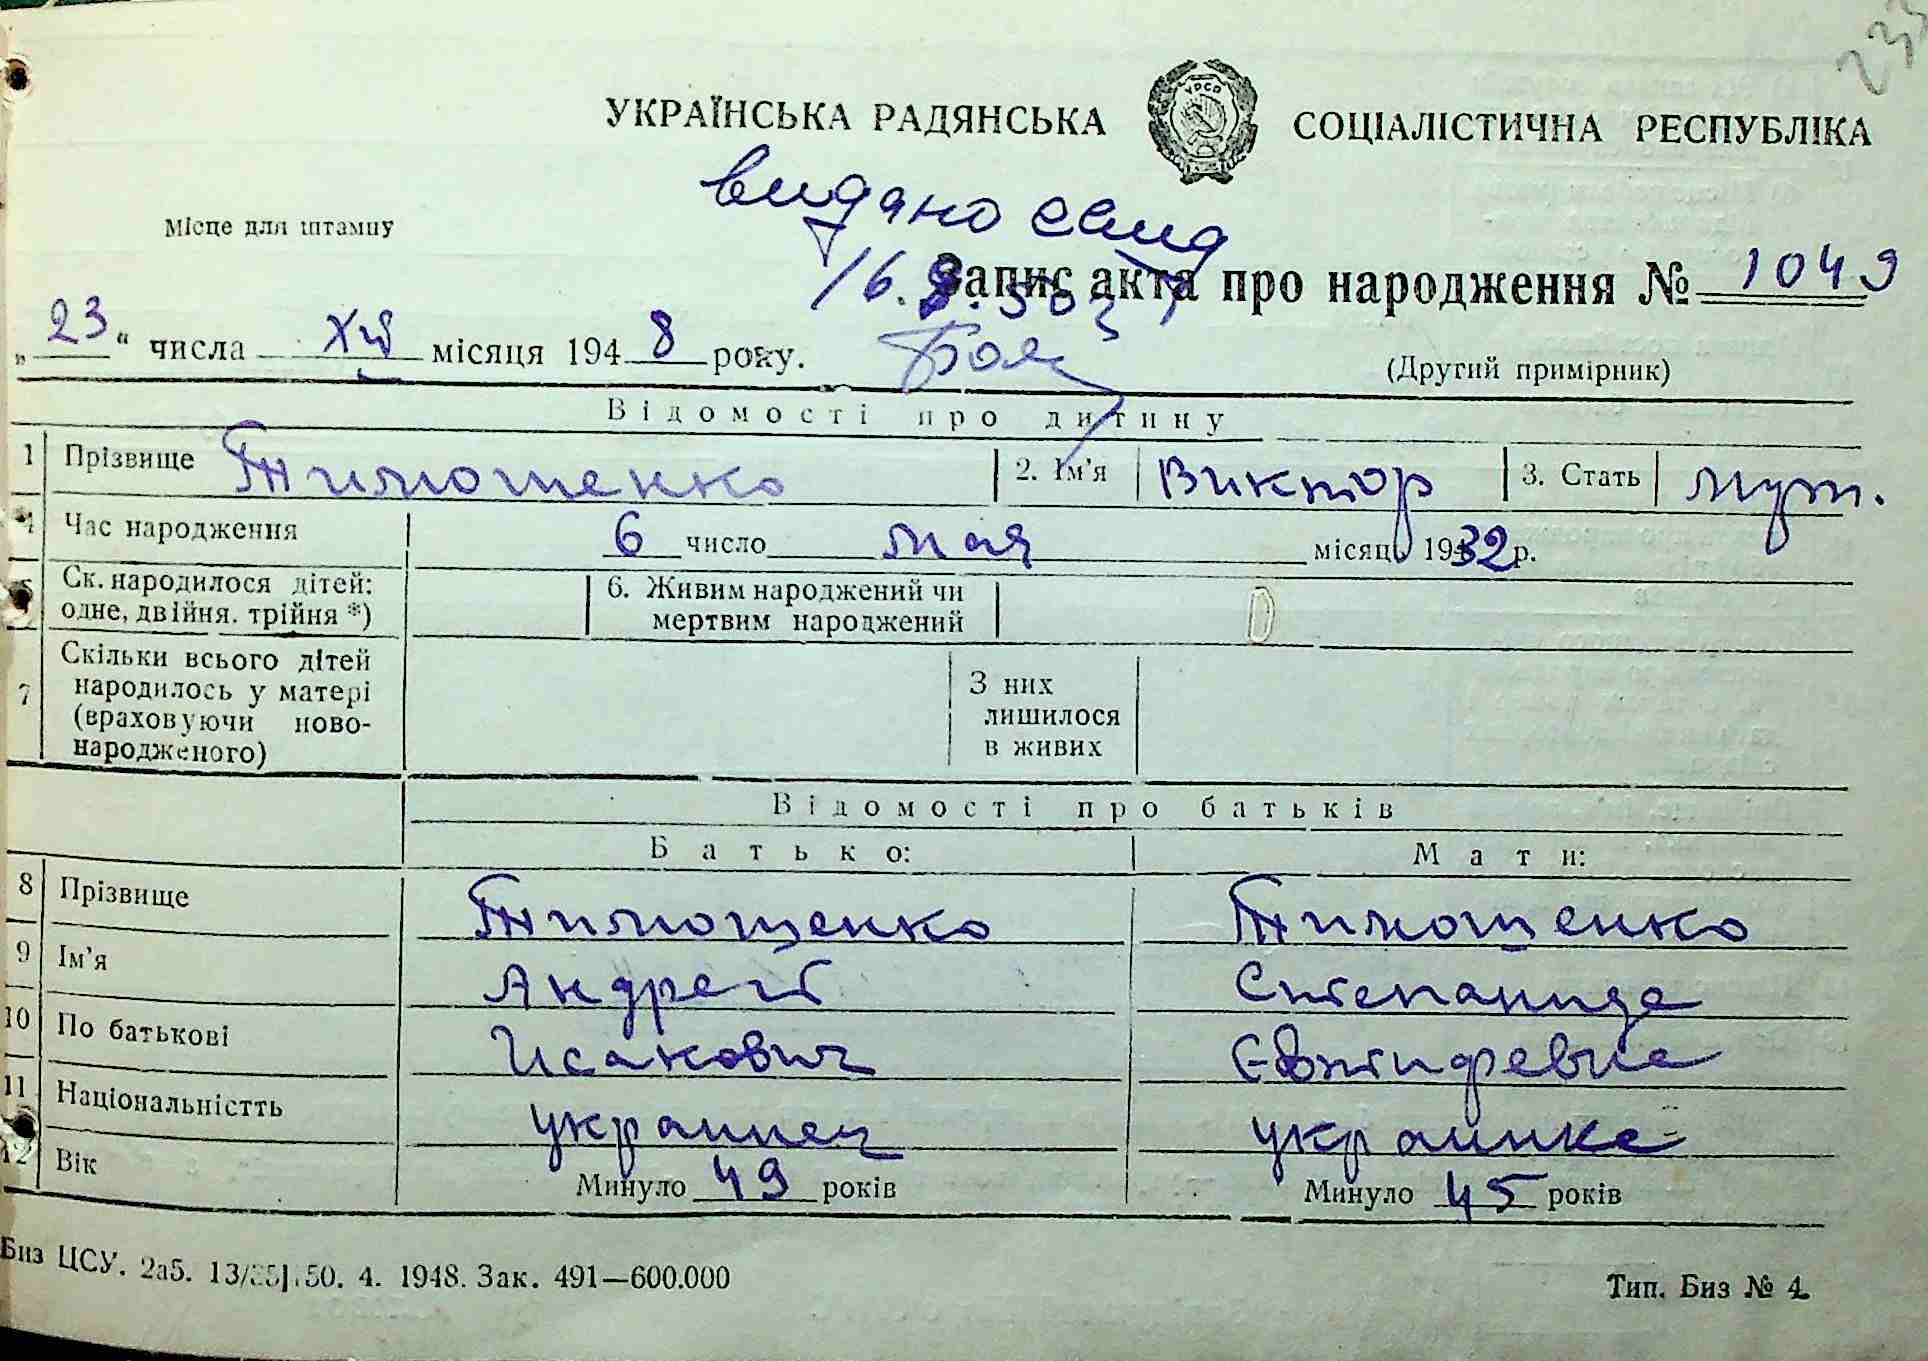 УКРАЇНСЬКА РАДЯНСЬКА СОЦІАЛІСТИЧНА РЕСПУБЛІКА
УРСР
видано свид
Місце для штампу
16.9.50 г
Запис акта про народження № 1049
„23“ числа XII місяця 1948 року.
(Другий примірник)
Відомості про дитину
1 Прізвище Тимошенко 2. Ім’я Виктор 3. Стать муж.
4 Час народження 6 число мая місяць 1932 р.
5 Ск. народилося дітей: одне, двійня. трійня *) 6. Живим народжений чи мертвим народжений
7 Скільки всього дітей народилось у матері (враховуючи новонародженого) З них лишилося в живих
Відомості про батьків
Батько: Мати:
8 Прізвище Тимошенко Тимошенко
9 Ім’я Андрей Степанида
10 По батькові Исакович
11 Національністть украинец украинка
12 Вік Минуло 49 років Минуло 45 років
Биз ЦСУ. 2а5. 50. 4. 1948. Зак. 491—600.000 Тип. Биз № 4